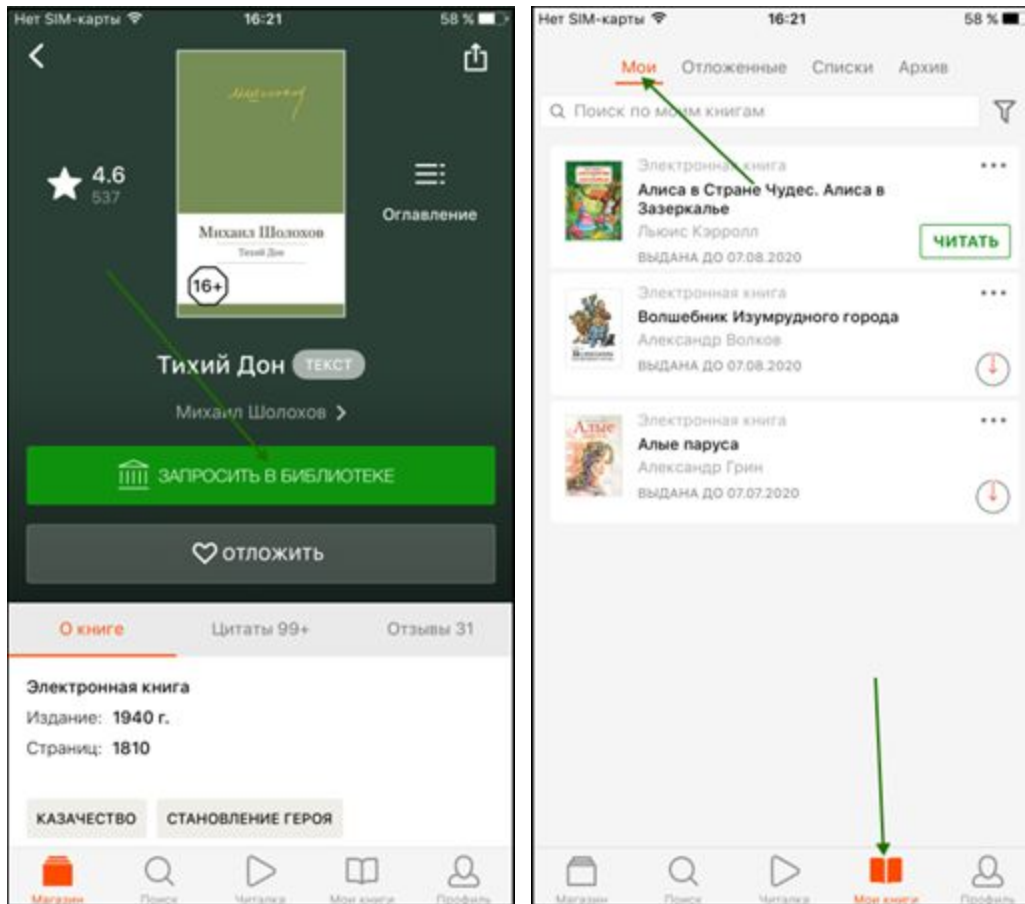 Нет SIM-карты 16:21 58 %
4.6
537
Оглавление
Михаил Шолохов
Тихий Дон
16+
Тихий Дон ТЕКСТ
Михаил Шолохов >
ЗАПРОСИТЬ В БИБЛИОТЕКЕ
ОТЛОЖИТЬ
О книге Цитаты 99+ Отзывы 31
Электронная книга
Издание: 1940 г.
Страниц: 1810
КАЗАЧЕСТВО СТАНОВЛЕНИЕ ГЕРОЯ
Магазин Поиск Читалка Мои книги Профиль
Нет SIM-карты 16:21 58 %
Мои Отложенные Списки Архив
Поиск по моим книгам
Электронная книга
Алиса в Стране Чудес. Алиса в
Зазеркалье
Льюис Кэрролл
ВЫДАНА ДО 07.08.2020
ЧИТАТЬ
Электронная книга
Волшебник Изумрудного города
Александр Волков
ВЫДАНА ДО 07.08.2020
Алые
Электронная книга
Алые паруса
Александр Грин
ВЫДАНА ДО 07.07.2020
Магазин Поиск Читалка Мои книги Профиль